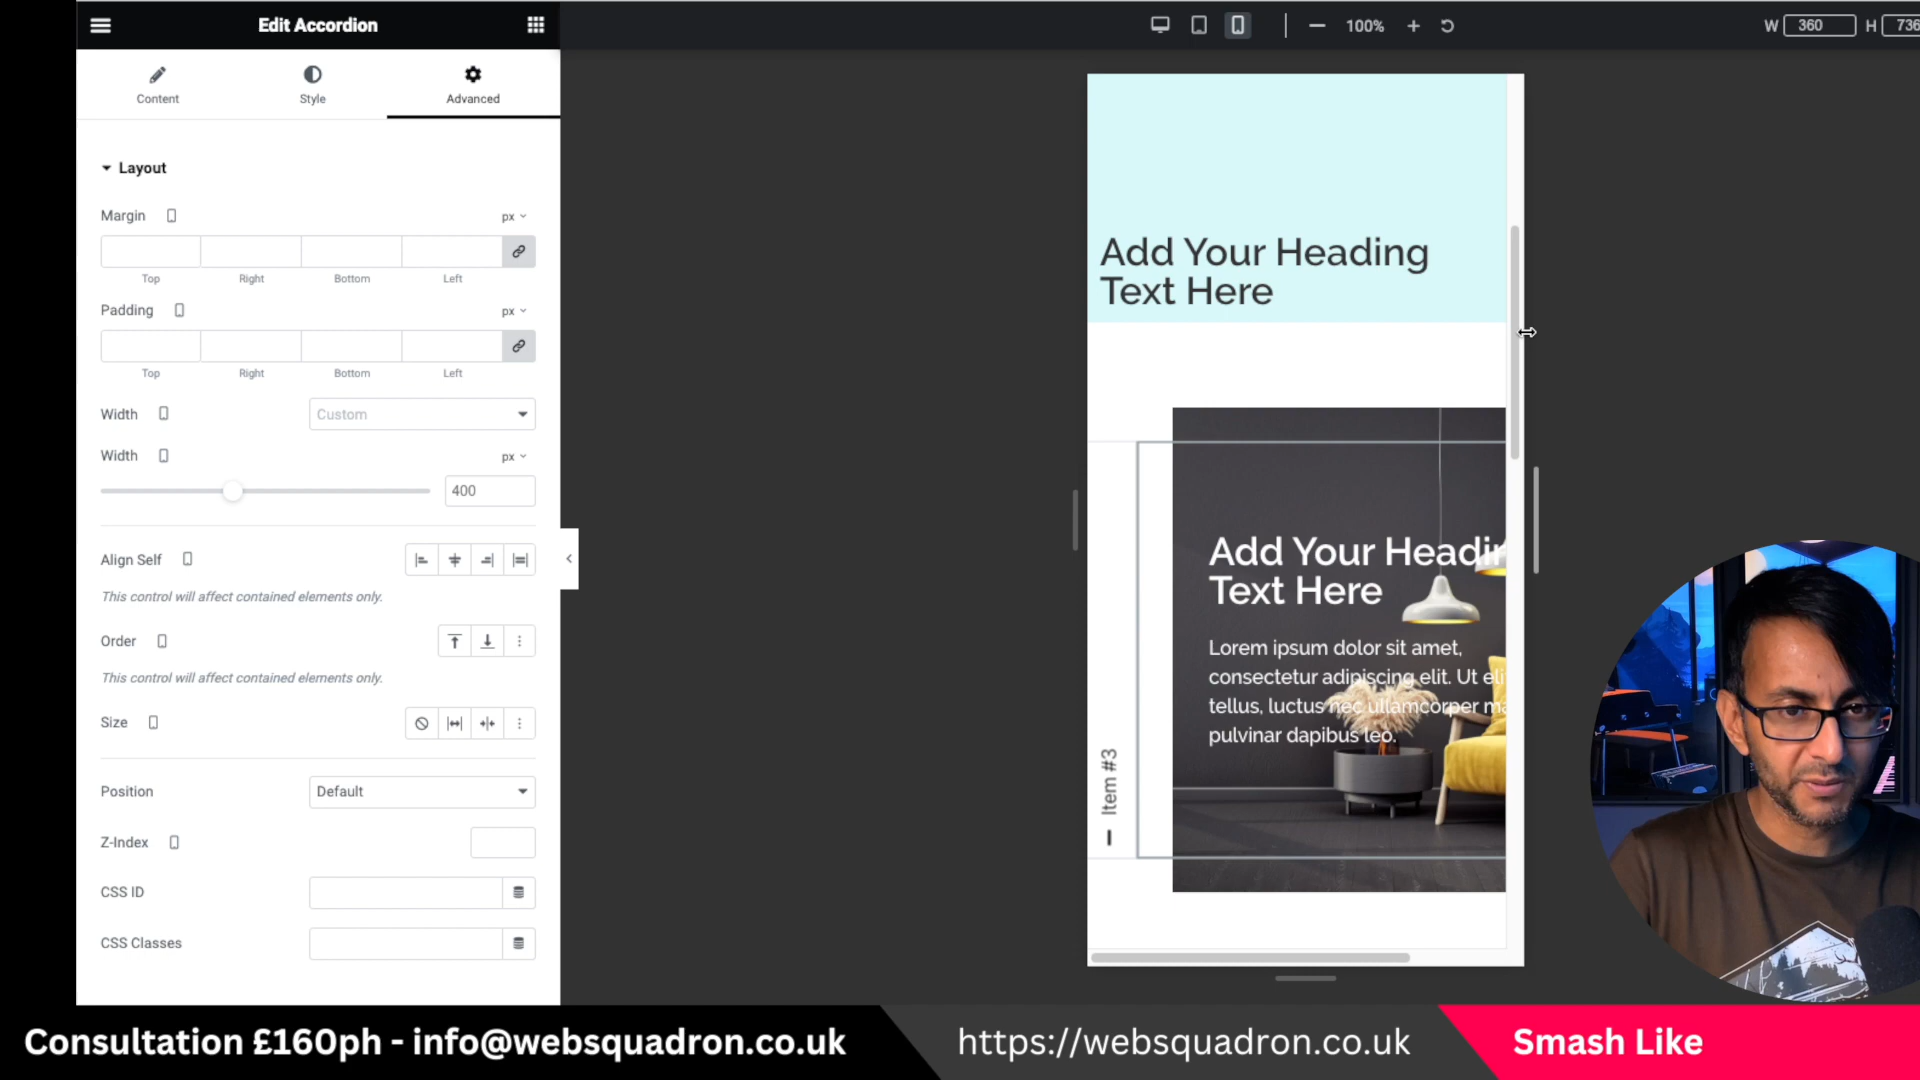 Edit Accordion
100%
W 360 H 736
Content
Style
Advanced
Layout
Margin
px
Top
Right
Bottom
Left
Padding
px
Top
Right
Bottom
Left
Width
Custom
Width
px
400
Align Self
This control will affect contained elements only.
Order
This control will affect contained elements only.
Size
Position
Default
Z-Index
CSS ID
CSS Classes
Add Your Heading
Text Here
Add Your Headin
Text Here
Lorem ipsum dolor sit amet,
consectetur adipiscing elit. Ut eli
tellus, luctus nec ullamcorper ma
pulvinar dapibus leo.
Item #3
Consultation £160ph - info@websquadron.co.uk
https://websquadron.co.uk
Smash Like